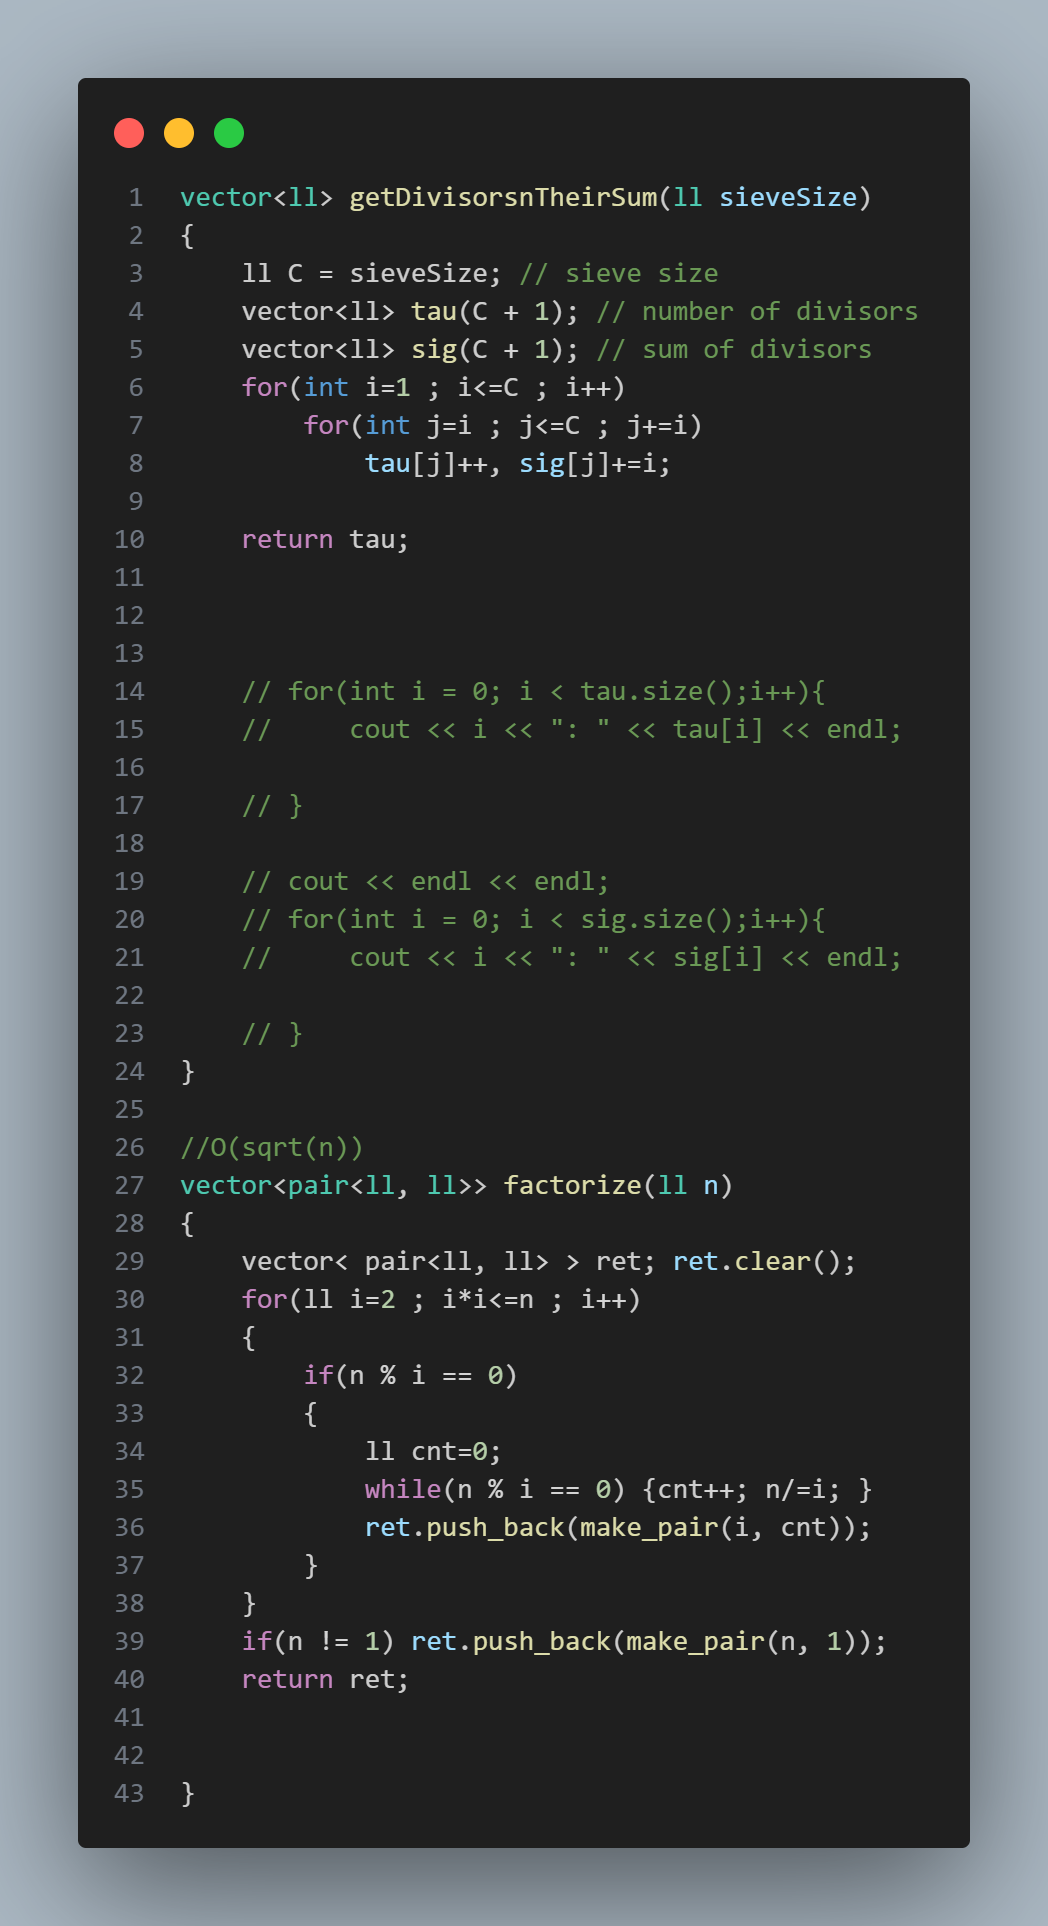 1 vector<ll> getDivisorsnTheirSum(ll sieveSize)
2 {
3     ll C = sieveSize; // sieve size
4     vector<ll> tau(C + 1); // number of divisors
5     vector<ll> sig(C + 1); // sum of divisors
6     for(int i=1 ; i<=C ; i++)
7         for(int j=i ; j<=C ; j+=i)
8             tau[j]++, sig[j]+=i;
9
10     return tau;
11
12
13
14     // for(int i = 0; i < tau.size();i++){
15     //     cout << i << ": " << tau[i] << endl;
16
17     // }
18
19     // cout << endl << endl;
20     // for(int i = 0; i < sig.size();i++){
21     //     cout << i << ": " << sig[i] << endl;
22
23     // }
24 }
25
26 //O(sqrt(n))
27 vector<pair<ll, ll>> factorize(ll n)
28 {
29     vector< pair<ll, ll> > ret; ret.clear();
30     for(ll i=2 ; i*i<=n ; i++)
31     {
32         if(n % i == 0)
33         {
34             ll cnt=0;
35             while(n % i == 0) {cnt++; n/=i; }
36             ret.push_back(make_pair(i, cnt));
37         }
38     }
39     if(n != 1) ret.push_back(make_pair(n, 1));
40     return ret;
41
42
43 }